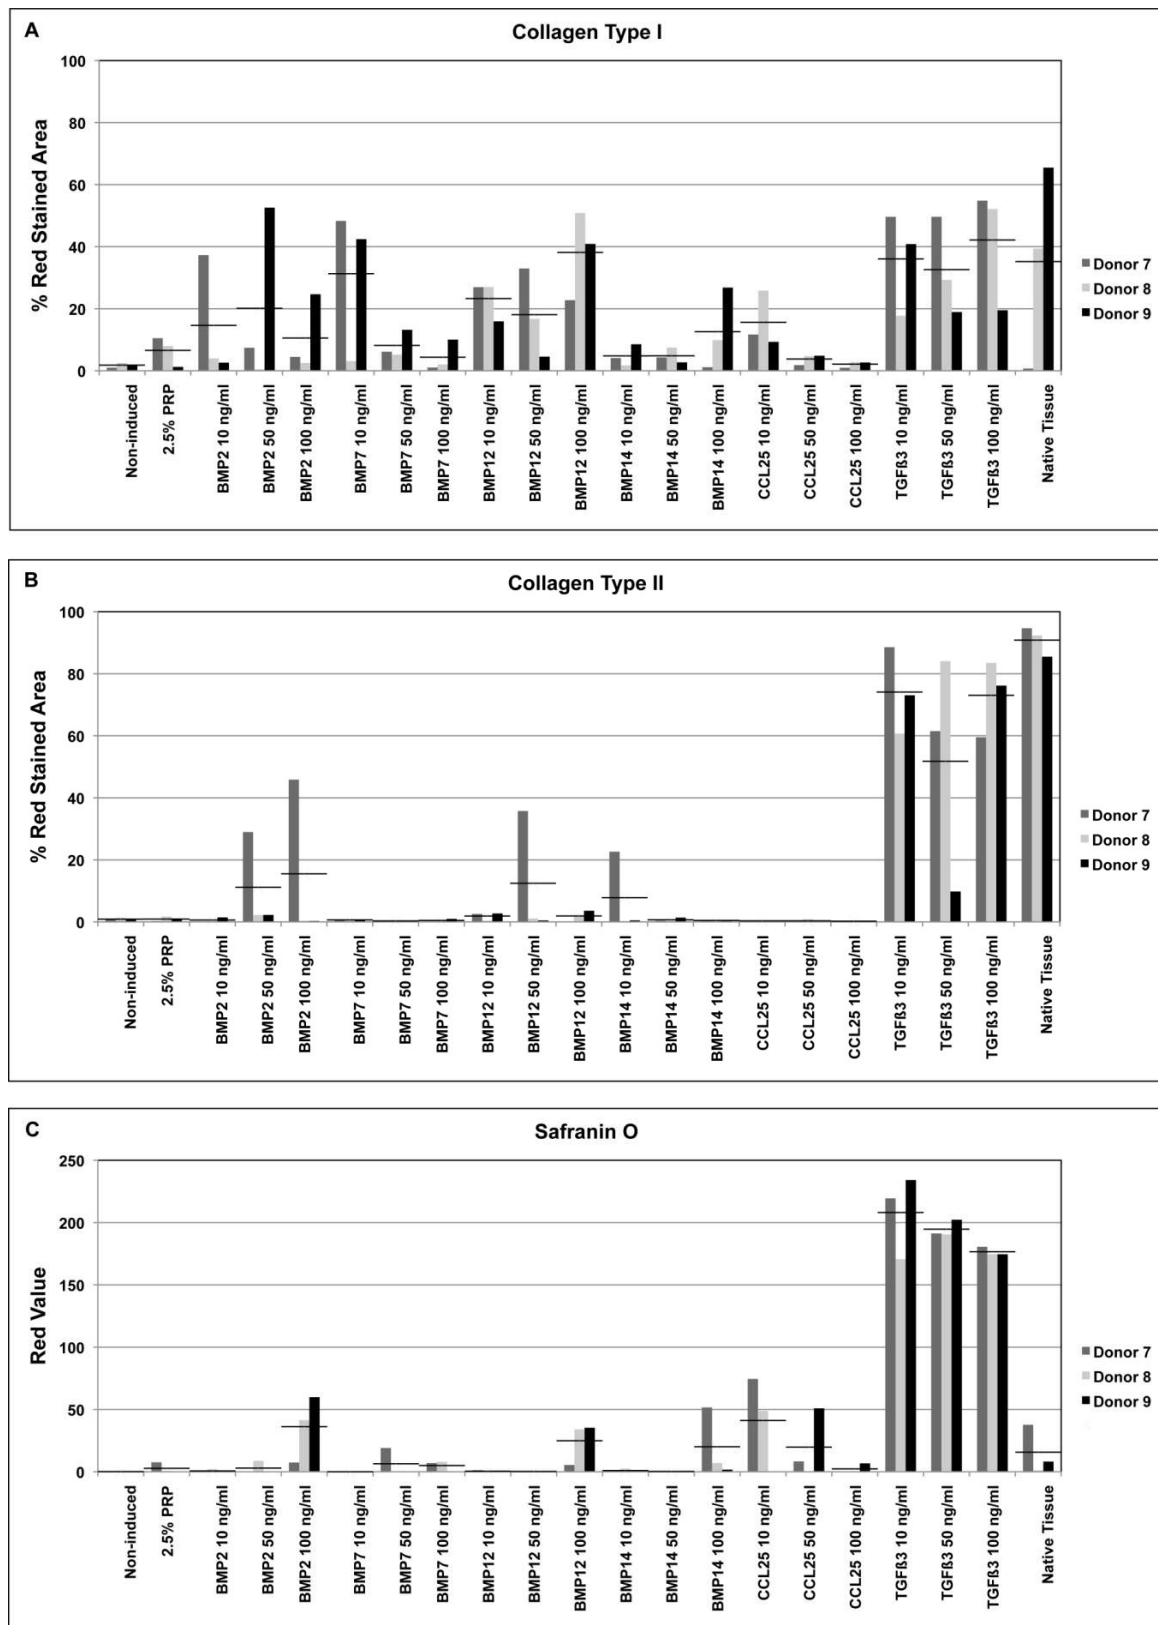 A
Collagen Type I
% Red Stained Area
100
80
60
40
20
0
Donor 7
Donor 8
Donor 9
Non-induced
2.5% PRP
BMP2 10 ng/ml
BMP2 50 ng/ml
BMP2 100 ng/ml
BMP7 10 ng/ml
BMP7 50 ng/ml
BMP7 100 ng/ml
BMP12 10 ng/ml
BMP12 50 ng/ml
BMP12 100 ng/ml
BMP14 10 ng/ml
BMP14 50 ng/ml
BMP14 100 ng/ml
CCL25 10 ng/ml
CCL25 50 ng/ml
CCL25 100 ng/ml
TGFß3 10 ng/ml
TGFß3 50 ng/ml
TGFß3 100 ng/ml
Native Tissue
B
Collagen Type II
% Red Stained Area
100
80
60
40
20
0
Donor 7
Donor 8
Donor 9
Non-induced
2.5% PRP
BMP2 10 ng/ml
BMP2 50 ng/ml
BMP2 100 ng/ml
BMP7 10 ng/ml
BMP7 50 ng/ml
BMP7 100 ng/ml
BMP12 10 ng/ml
BMP12 50 ng/ml
BMP12 100 ng/ml
BMP14 10 ng/ml
BMP14 50 ng/ml
BMP14 100 ng/ml
CCL25 10 ng/ml
CCL25 50 ng/ml
CCL25 100 ng/ml
TGFß3 10 ng/ml
TGFß3 50 ng/ml
TGFß3 100 ng/ml
Native Tissue
C
Safranin O
Red Value
250
200
150
100
50
0
Donor 7
Donor 8
Donor 9
Non-induced
2.5% PRP
BMP2 10 ng/ml
BMP2 50 ng/ml
BMP2 100 ng/ml
BMP7 10 ng/ml
BMP7 50 ng/ml
BMP7 100 ng/ml
BMP12 10 ng/ml
BMP12 50 ng/ml
BMP12 100 ng/ml
BMP14 10 ng/ml
BMP14 50 ng/ml
BMP14 100 ng/ml
CCL25 10 ng/ml
CCL25 50 ng/ml
CCL25 100 ng/ml
TGFß3 10 ng/ml
TGFß3 50 ng/ml
TGFß3 100 ng/ml
Native Tissue